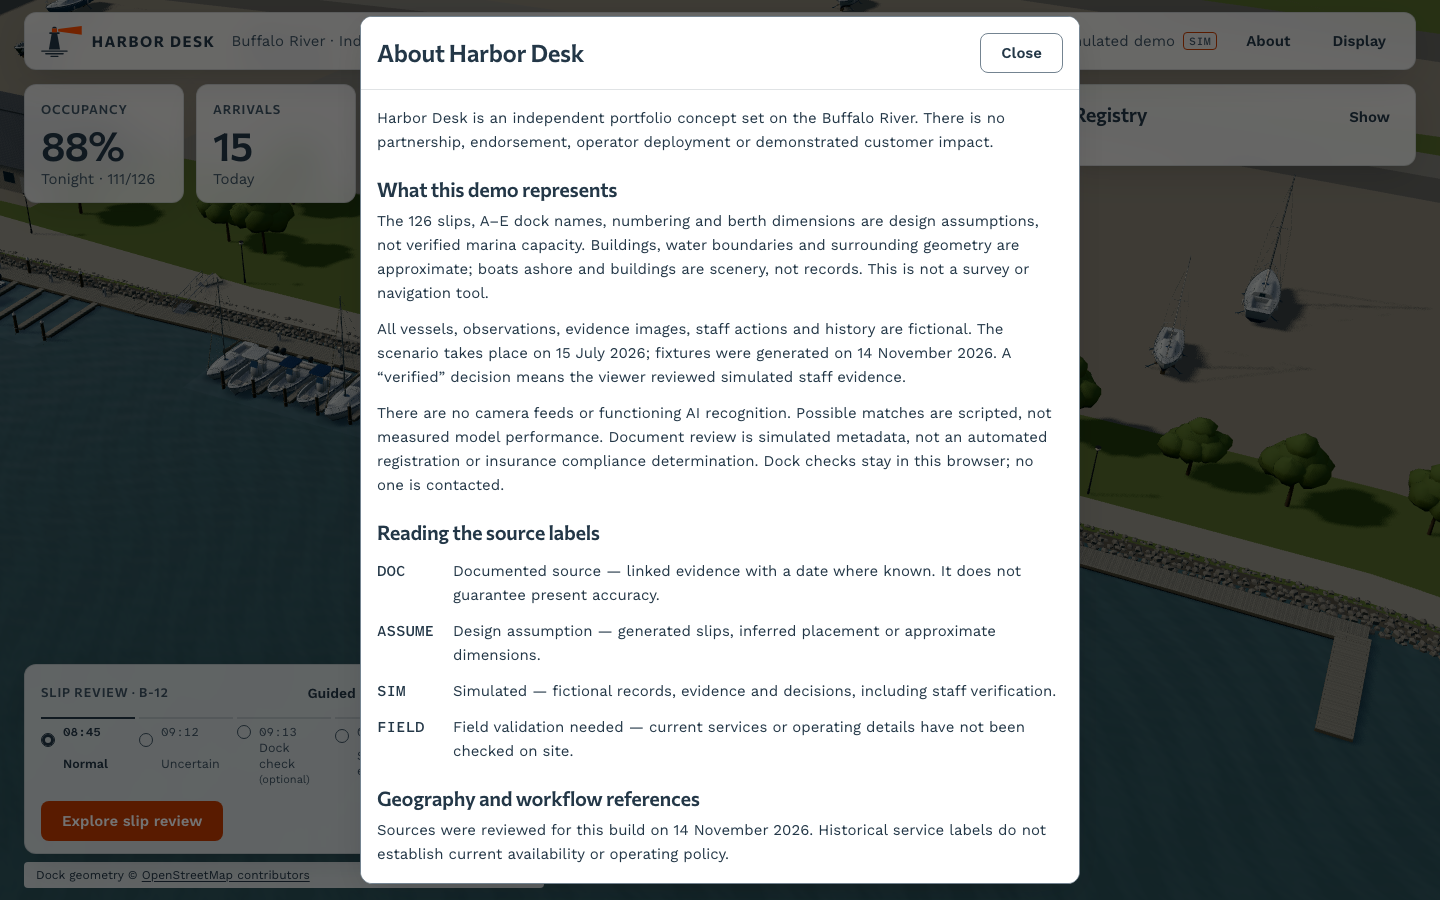 HARBOR DESK
Buffalo River · Ind
nulated demo SIM
About
Display
OCCUPANCY
88%
Tonight · 111/126
ARRIVALS
15
Today
Registry
Show
About Harbor Desk
Close
Harbor Desk is an independent portfolio concept set on the Buffalo River. There is no
partnership, endorsement, operator deployment or demonstrated customer impact.
What this demo represents
The 126 slips, A–E dock names, numbering and berth dimensions are design assumptions,
not verified marina capacity. Buildings, water boundaries and surrounding geometry are
approximate; boats ashore and buildings are scenery, not records. This is not a survey or
navigation tool.
All vessels, observations, evidence images, staff actions and history are fictional. The
scenario takes place on 15 July 2026; fixtures were generated on 14 November 2026. A
“verified” decision means the viewer reviewed simulated staff evidence.
There are no camera feeds or functioning AI recognition. Possible matches are scripted, not
measured model performance. Document review is simulated metadata, not an automated
registration or insurance compliance determination. Dock checks stay in this browser; no
one is contacted.
Reading the source labels
DOC Documented source — linked evidence with a date where known. It does not
guarantee present accuracy.
ASSUME Design assumption — generated slips, inferred placement or approximate
dimensions.
SIM Simulated — fictional records, evidence and decisions, including staff verification.
FIELD Field validation needed — current services or operating details have not been
checked on site.
Geography and workflow references
Sources were reviewed for this build on 14 November 2026. Historical service labels do not
establish current availability or operating policy.
SLIP REVIEW · B-12
Guided
08:45
Normal
09:12
Uncertain
09:13
Dock
check
(optional)
Explore slip review
Dock geometry © OpenStreetMap contributors